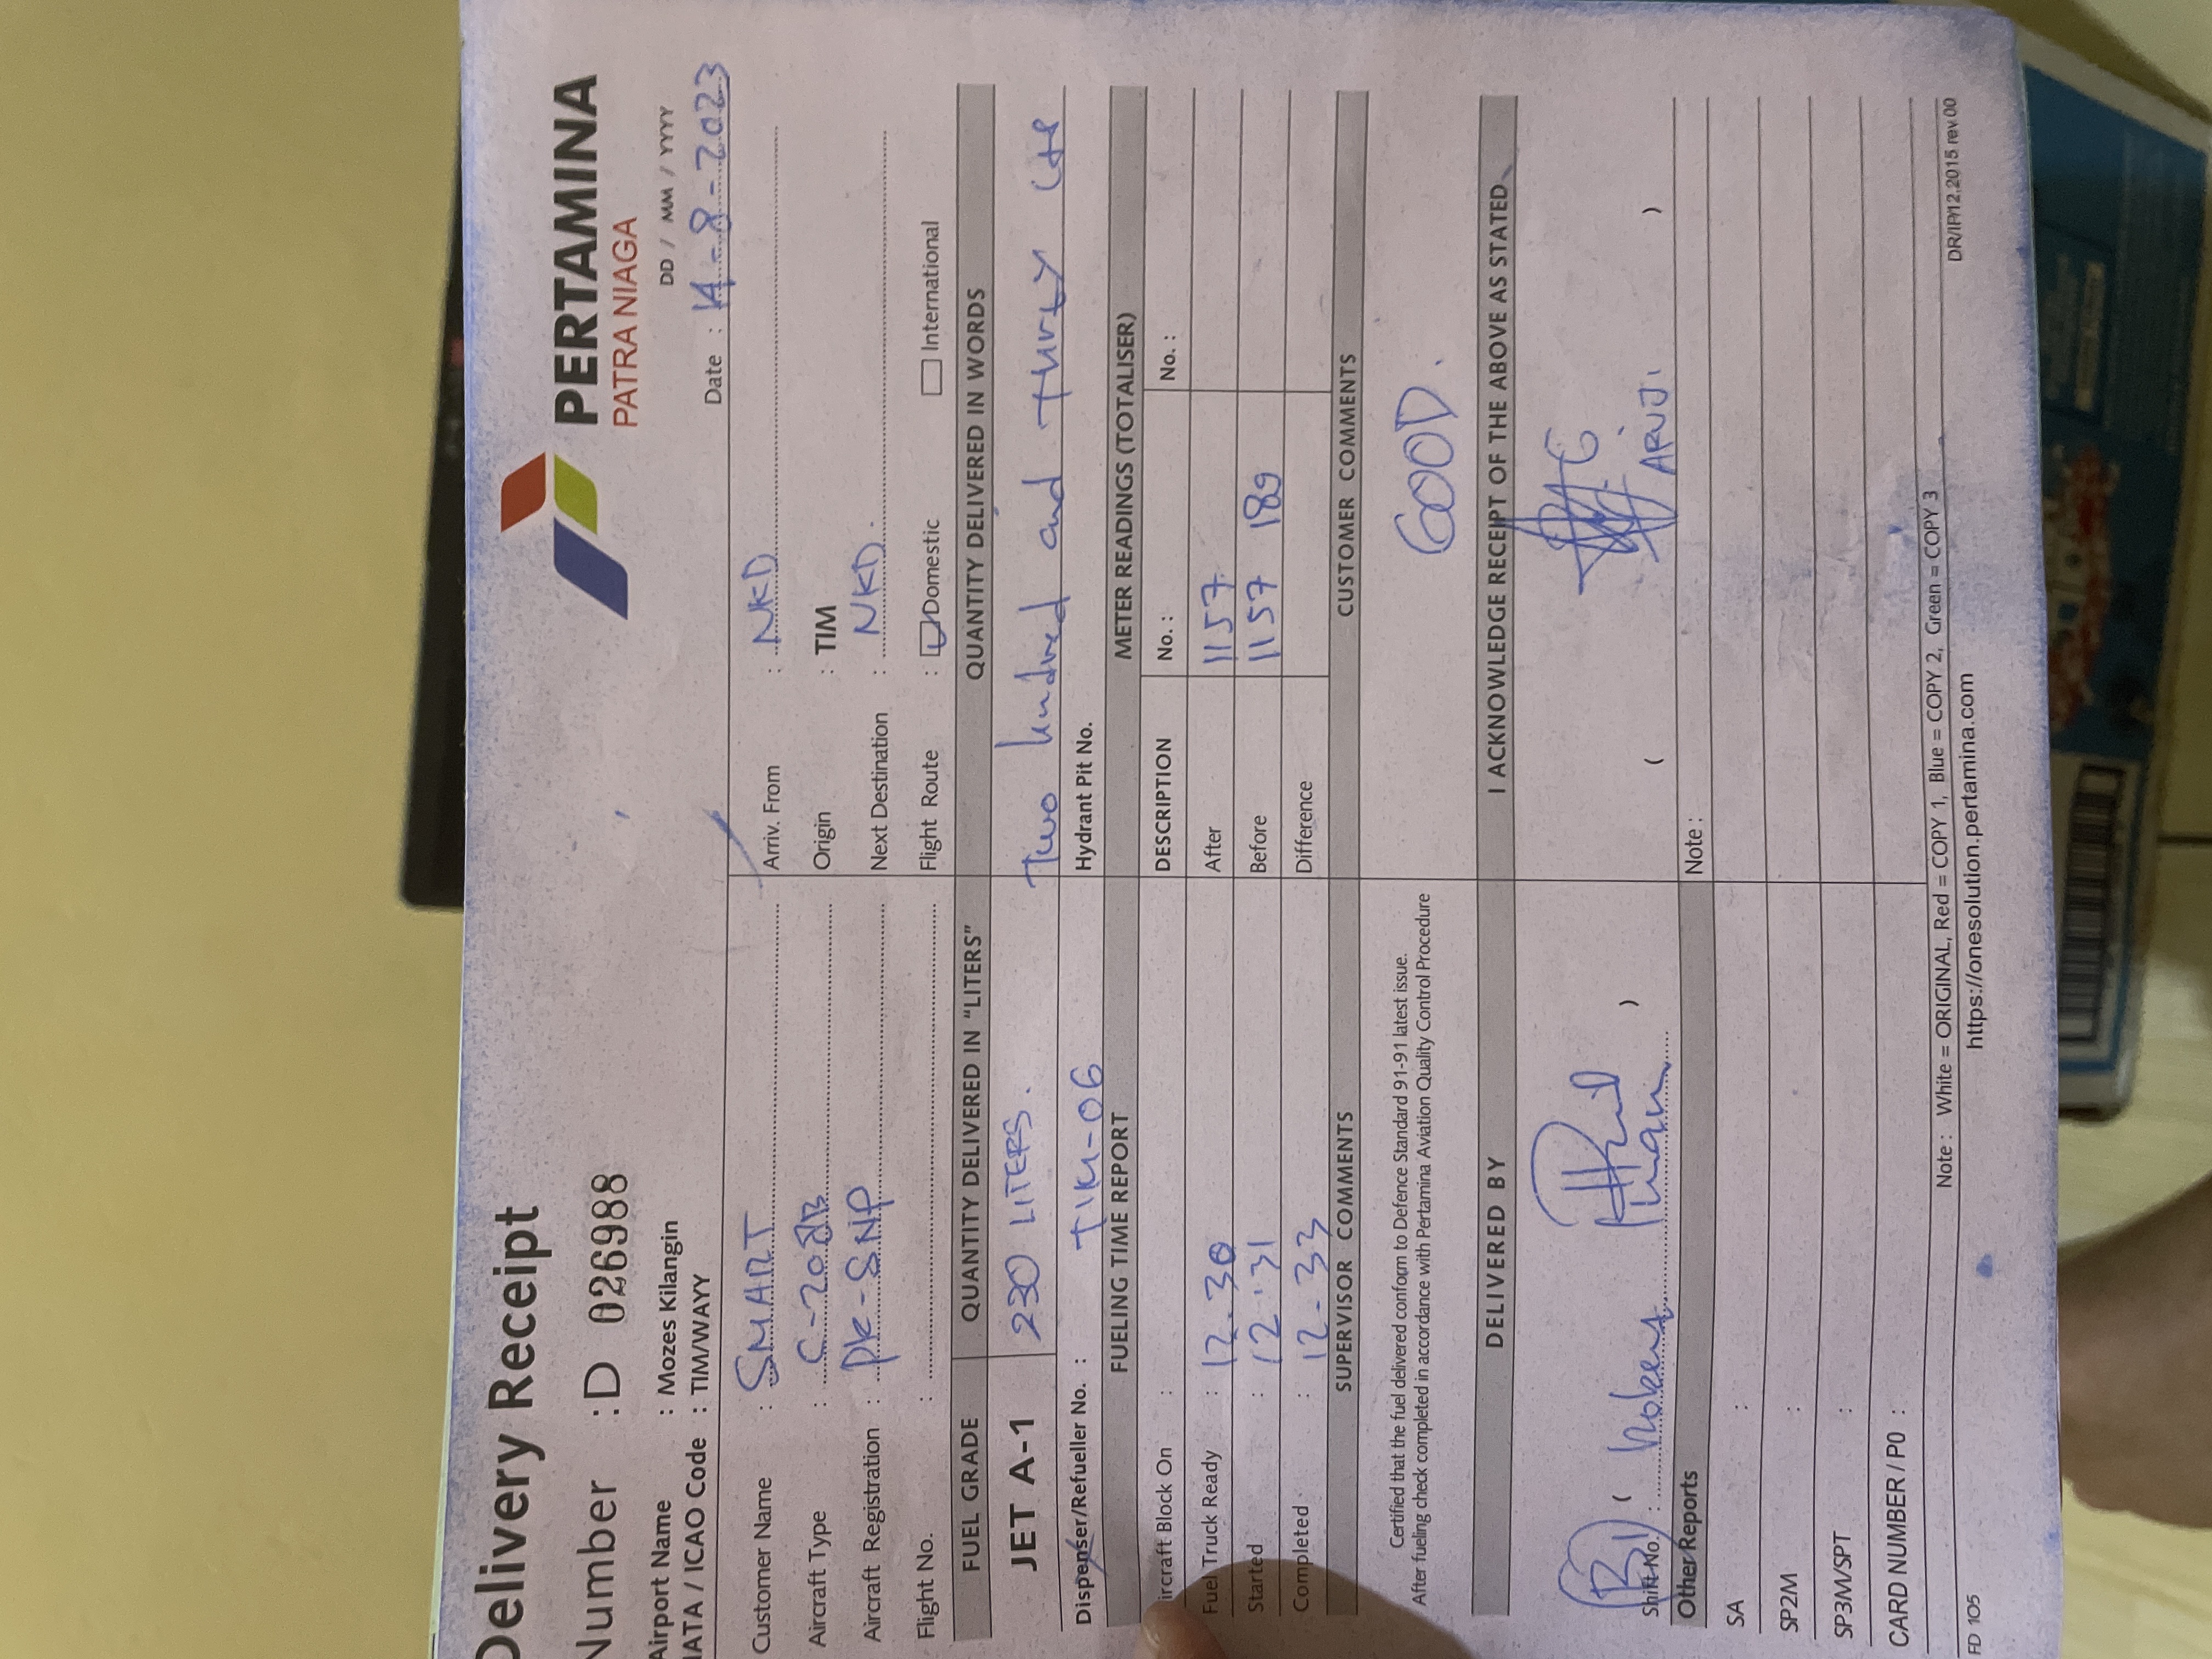 Delivery Receipt
PERTAMINA
PATRA NIAGA
Number : D 026988
Airport Name : Mozes Kilangin
DD / MM / YYYY
IATA / ICAO Code : TIM/WAYY
Date : 14-8-2023
Customer Name : SMART
Arriv. From : NKD
Aircraft Type : C-208B
Origin : TIM
Aircraft Registration : PK-SNP
Next Destination : NKD
Flight No. :
Flight Route : Domestic International
FUEL GRADE QUANTITY DELIVERED IN "LITERS" QUANTITY DELIVERED IN WORDS
JET A-1 230 LITERS. Two hundred and thirty Ltr
Dispenser/Refueller No. : TIM-06
Hydrant Pit No.
FUELING TIME REPORT METER READINGS (TOTALISER)
ircraft Block On :
DESCRIPTION No. : No. :
Fuel Truck Ready : 12.30
After 1157
Started : 12.31
Before 1157 189
Completed : 12-33
Difference
SUPERVISOR COMMENTS CUSTOMER COMMENTS
Certified that the fuel delivered conform to Defence Standard 91-91 latest issue.
After fueling check completed in accordance with Pertamina Aviation Quality Control Procedure
GOOD.
DELIVERED BY I ACKNOWLEDGE RECEIPT OF THE ABOVE AS STATED
Shift No. : ( )
( ARJI. )
Other Reports Note :
SA :
SP2M :
SP3M/SPT :
CARD NUMBER / P0 :
Note : White = ORIGINAL, Red = COPY 1, Blue = COPY 2, Green = COPY 3
FD 105
https://onesolution.pertamina.com
DR/IP/12.2015 rev.00